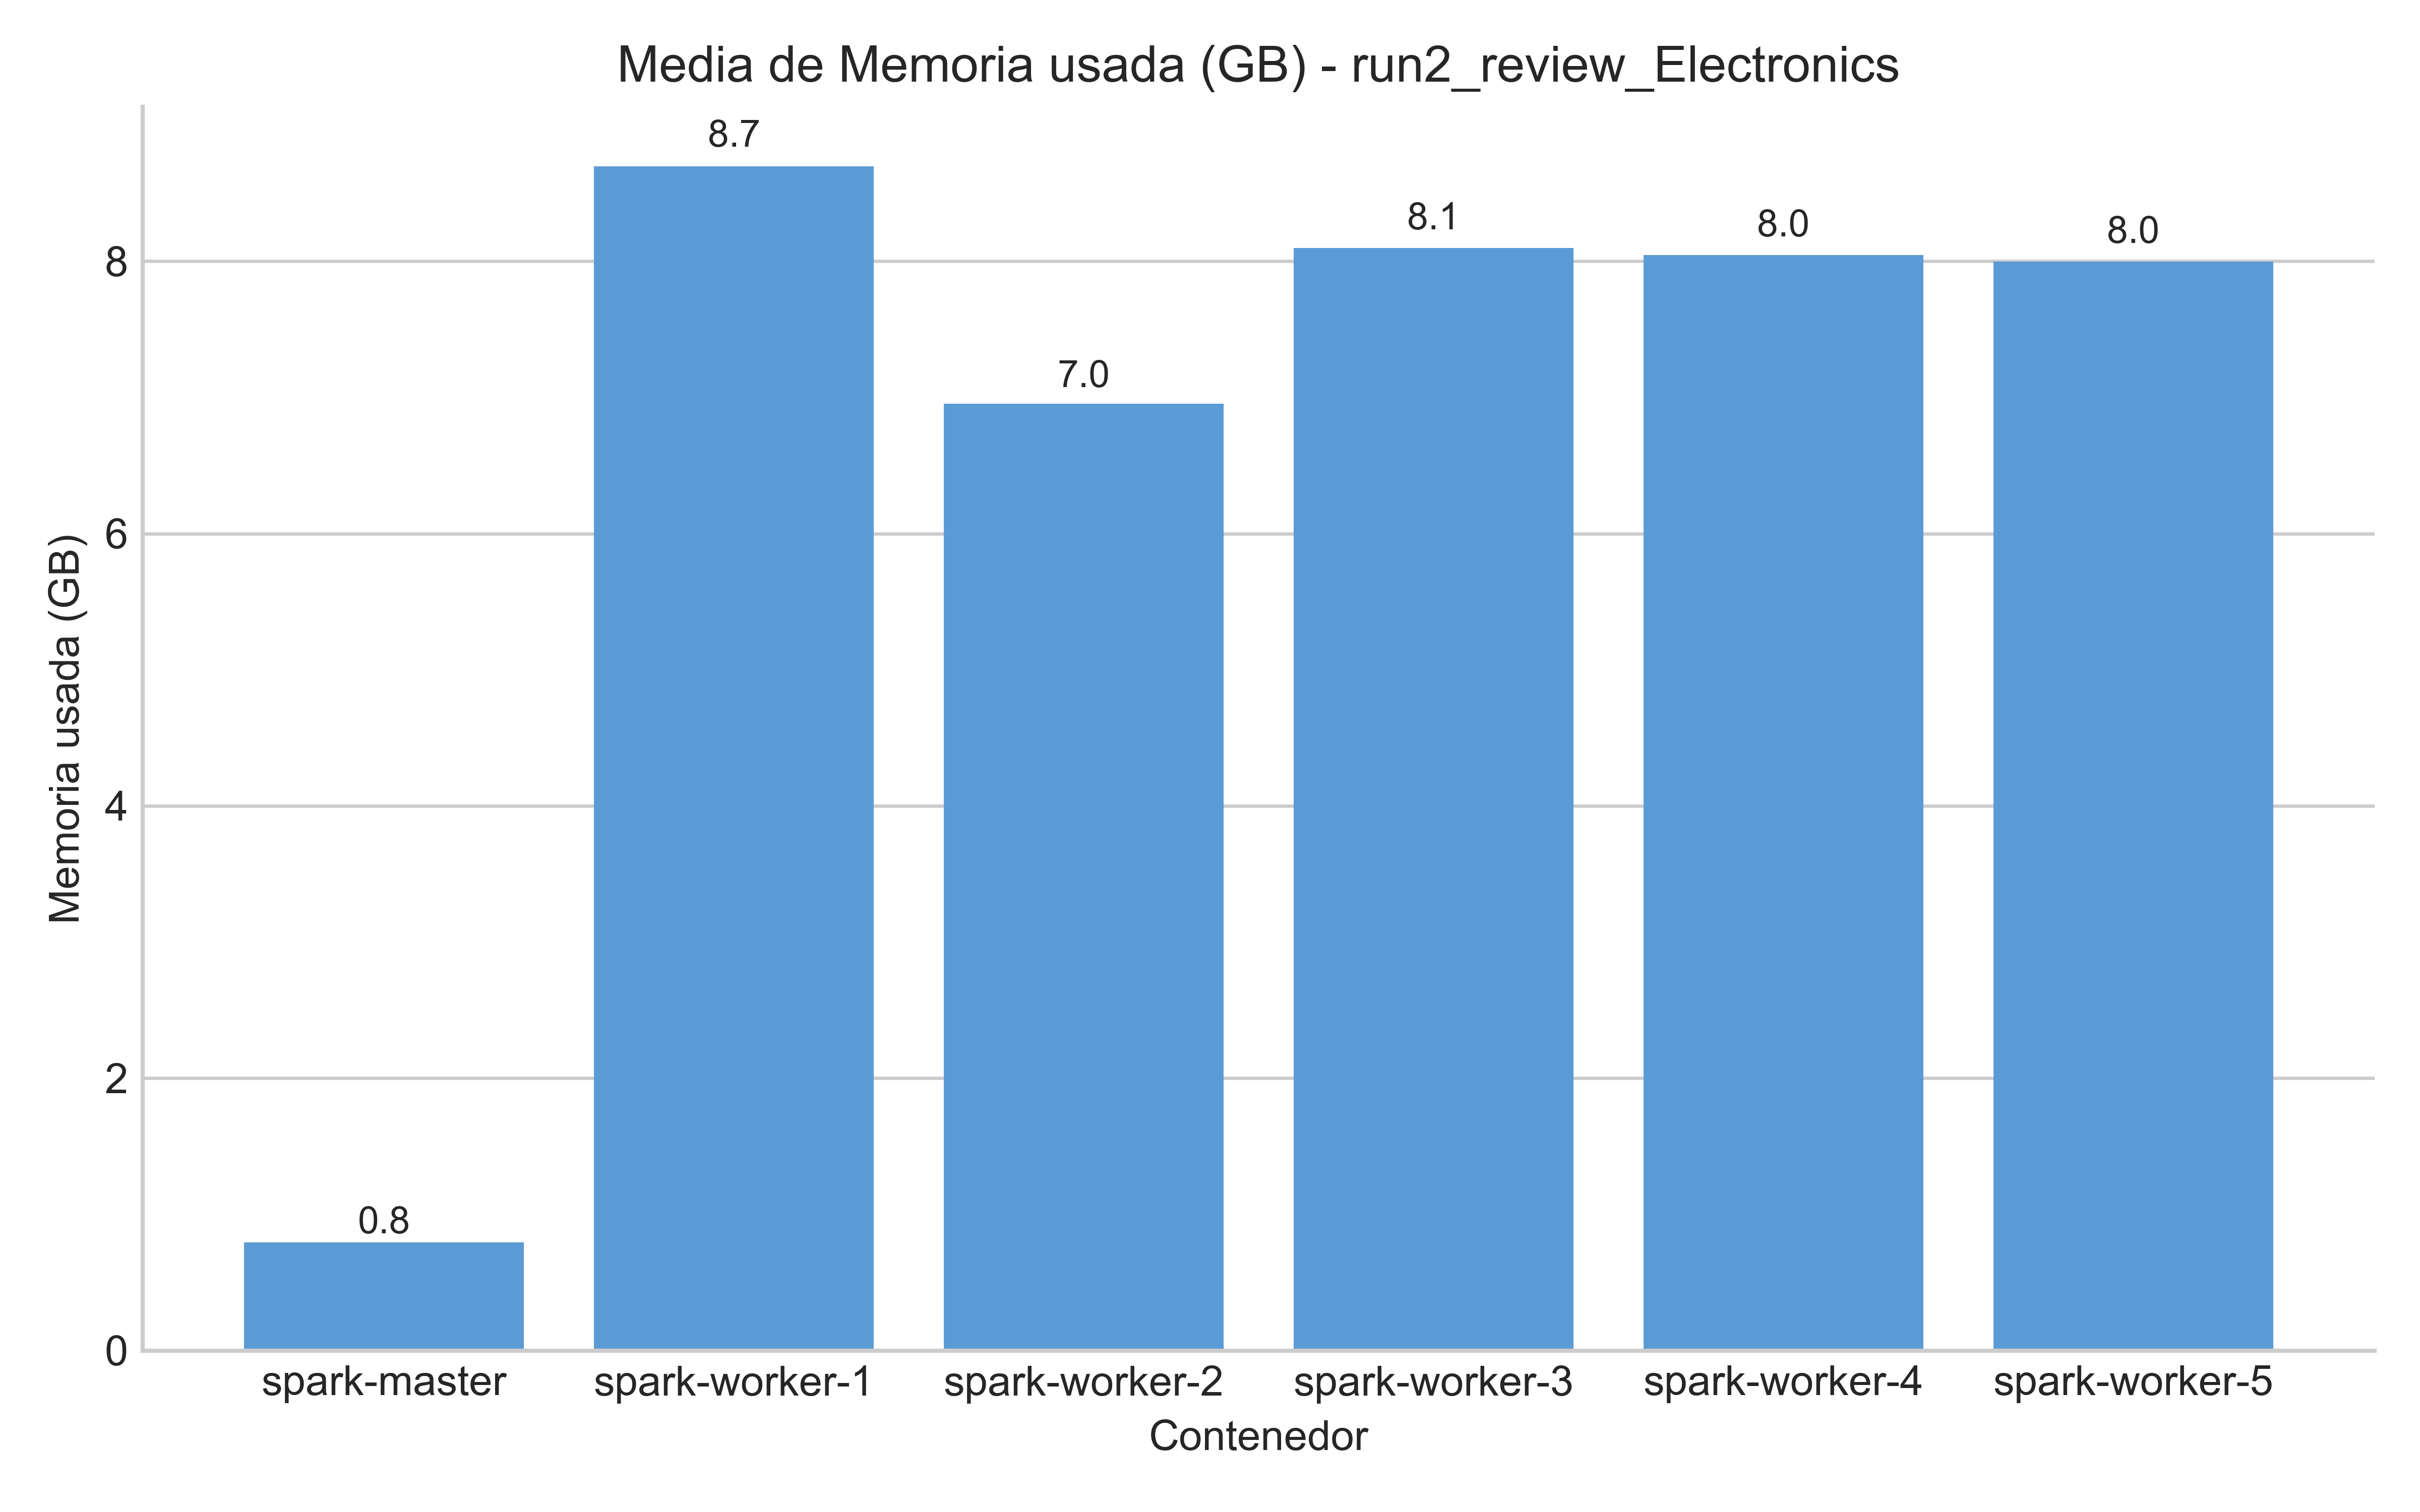 Media de Memoria usada (GB) - run2_review_Electronics
8.7
8.1
8.0
8.0
7.0
0.8
8
6
4
2
0
Memoria usada (GB)
spark-master
spark-worker-1
spark-worker-2
spark-worker-3
spark-worker-4
spark-worker-5
Contenedor